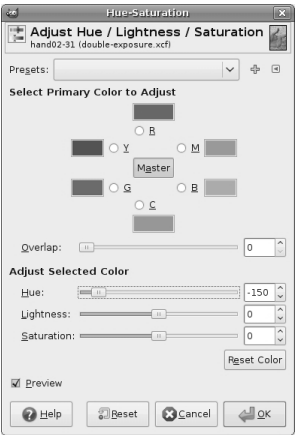 Hue-Saturation
Adjust Hue / Lightness / Saturation
hand02-31 (double-exposure.xcf)
Presets:
Select Primary Color to Adjust
R
Y M
Master
G B
C
Overlap: 0
Adjust Selected Color
Hue: -150
Lightness: 0
Saturation: 0
Reset Color
Preview
Help Reset Cancel OK